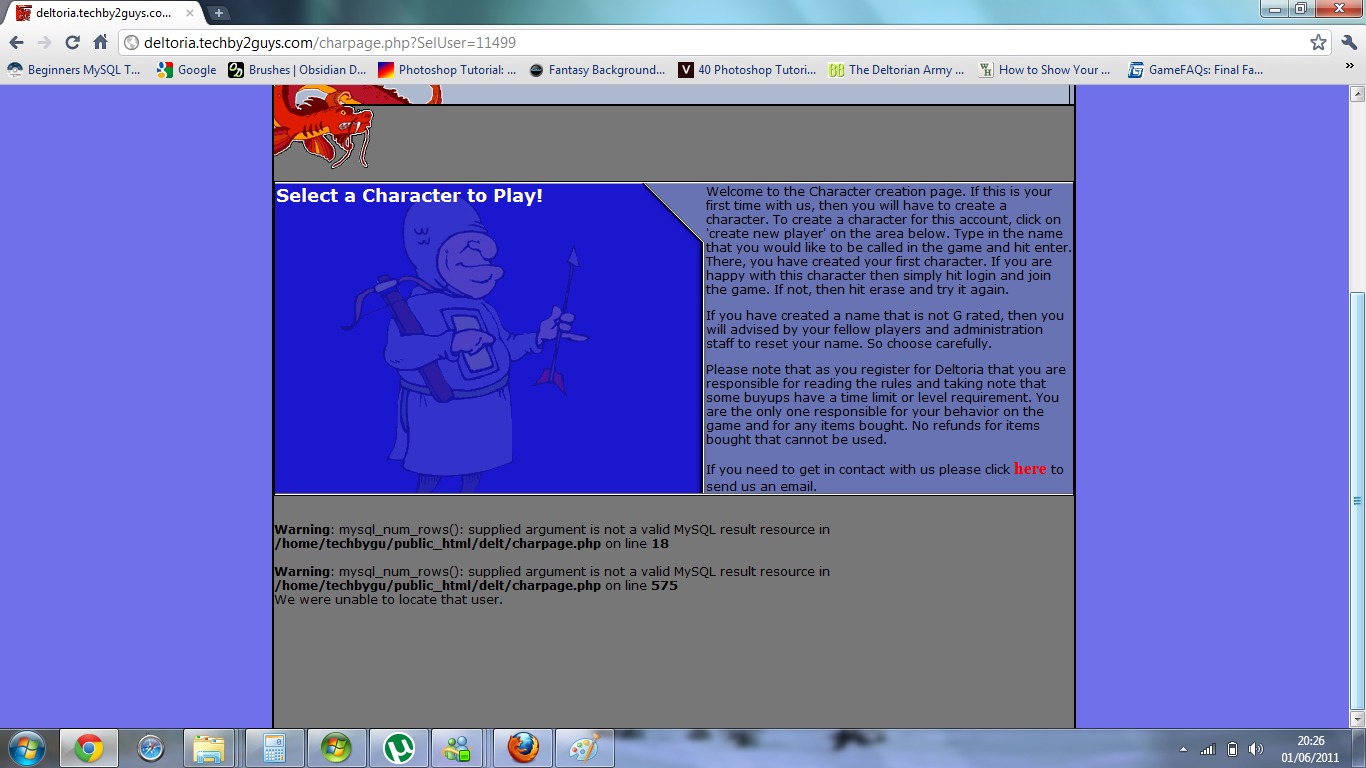 deltoria.techby2guys.co...
deltoria.techby2guys.com/charpage.php?SelUser=11499
Beginners MySQL T...
Google
Brushes | Obsidian D...
Photoshop Tutorial: ...
Fantasy Background...
40 Photoshop Tutori...
The Deltorian Army ...
How to Show Your ...
GameFAQs: Final Fa...
»
Select a Character to Play!
Welcome to the Character creation page. If this is your
first time with us, then you will have to create a
character. To create a character for this account, click on
'create new player' on the area below. Type in the name
that you would like to be called in the game and hit enter.
There, you have created your first character. If you are
happy with this character then simply hit login and join
the game. If not, then hit erase and try it again.
If you have created a name that is not G rated, then you
will advised by your fellow players and administration
staff to reset your name. So choose carefully.
Please note that as you register for Deltoria that you are
responsible for reading the rules and taking note that
some buyups have a time limit or level requirement. You
are the only one responsible for your behavior on the
game and for any items bought. No refunds for items
bought that cannot be used.
If you need to get in contact with us please click here to
send us an email.
Warning: mysql_num_rows(): supplied argument is not a valid MySQL result resource in
/home/techbygu/public_html/delt/charpage.php on line 18
Warning: mysql_num_rows(): supplied argument is not a valid MySQL result resource in
/home/techbygu/public_html/delt/charpage.php on line 575
We were unable to locate that user.
20:26
01/06/2011